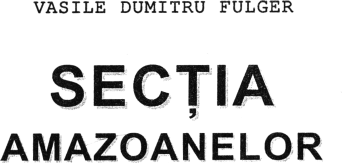 VASILE DUMITRU FULGER
SECȚIA
AMAZOANELOR